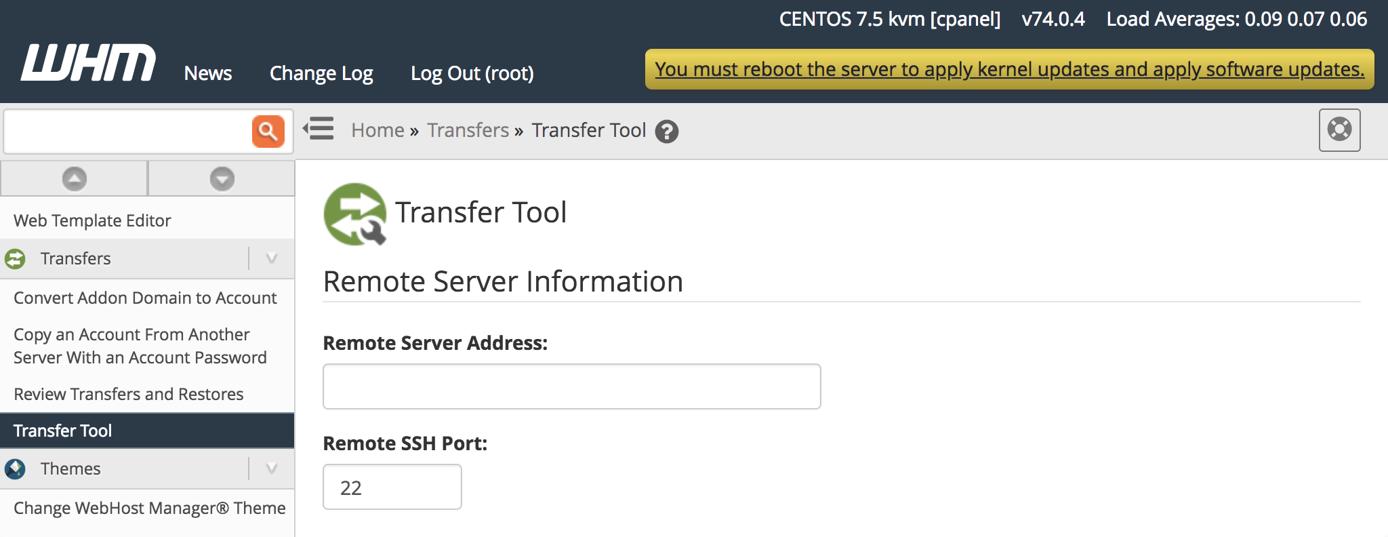 CENTOS 7.5 kvm [cpanel] v74.0.4 Load Averages: 0.09 0.07 0.06
WHM News Change Log Log Out (root) You must reboot the server to apply kernel updates and apply software updates.
Home » Transfers » Transfer Tool ?
Web Template Editor
Transfers
Convert Addon Domain to Account
Copy an Account From Another
Server With an Account Password
Review Transfers and Restores
Transfer Tool
Themes
Change WebHost Manager® Theme
Transfer Tool
Remote Server Information
Remote Server Address:
Remote SSH Port:
22